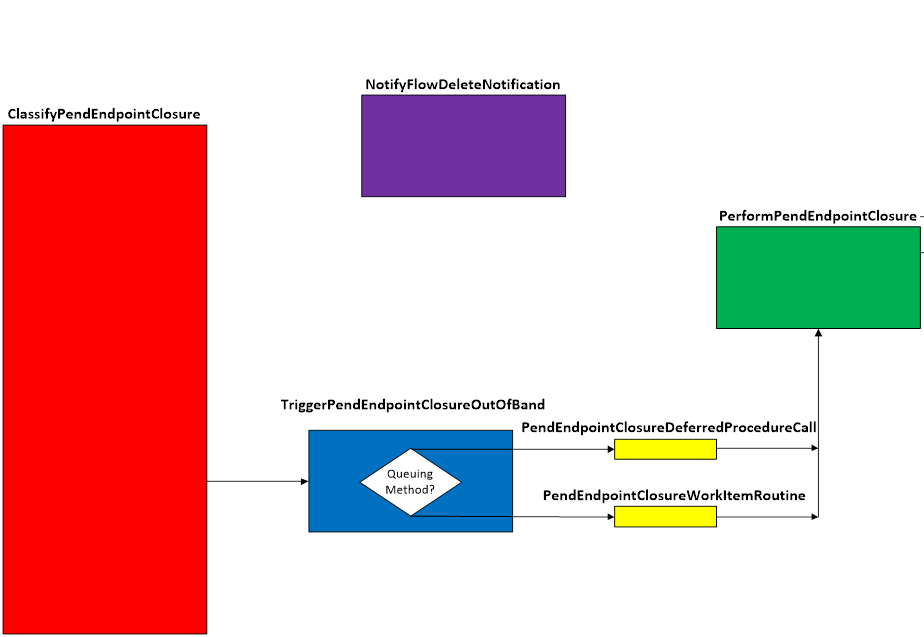 NotifyFlowDeleteNotification
ClassifyPendEndpointClosure
PerformPendEndpointClosure
TriggerPendEndpointClosureOutOfBand
PendEndpointClosureDeferredProcedureCall
Queuing
Method?
PendEndpointClosureWorkItemRoutine